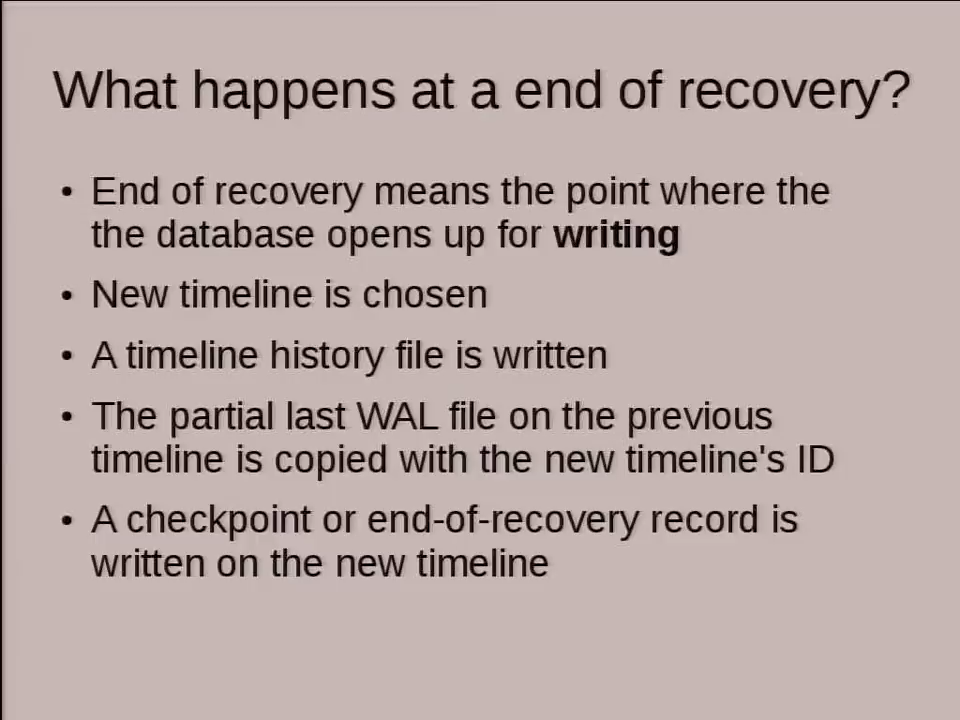 What happens at a end of recovery?
• End of recovery means the point where the
the database opens up for writing
• New timeline is chosen
• A timeline history file is written
• The partial last WAL file on the previous
timeline is copied with the new timeline's ID
• A checkpoint or end-of-recovery record is
written on the new timeline